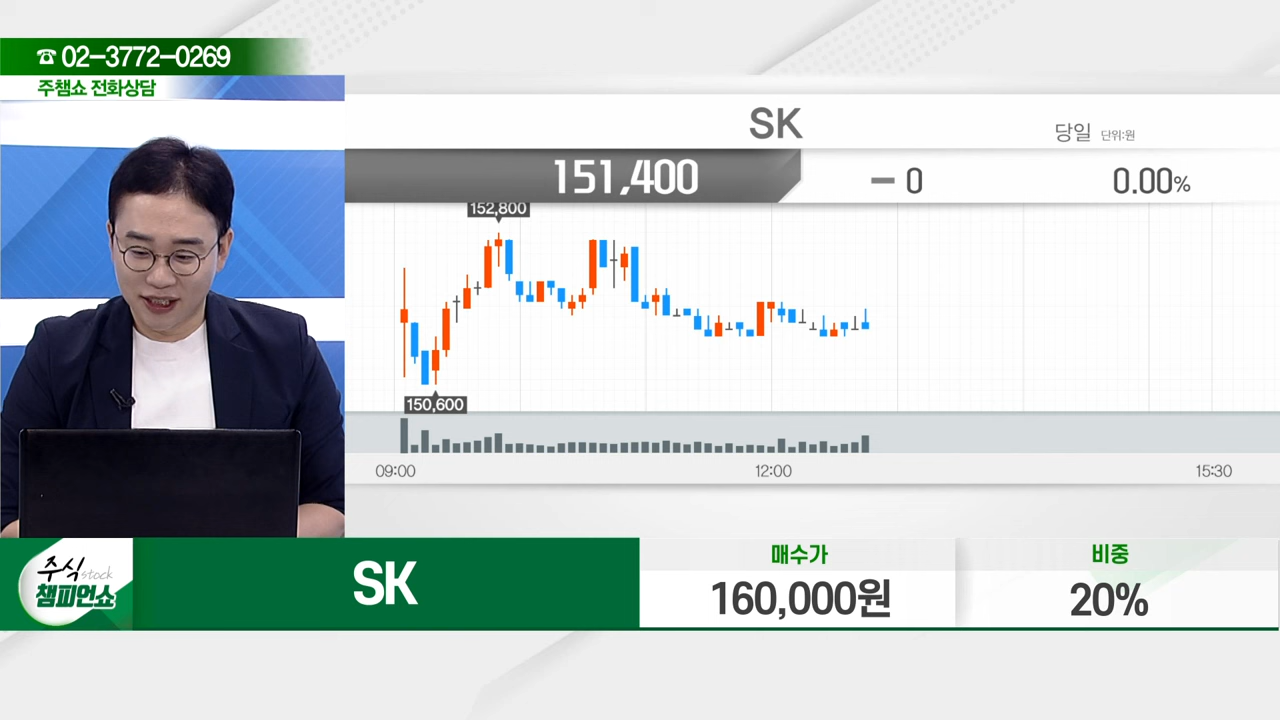 ☎ 02-3772-0269
주챔쇼 전화상담
SK
당일 단위:원
151,400
0
0.00%
152,800
150,600
09:00
12:00
15:30
주식 stock
챔피언쇼
SK
매수가
160,000원
비중
20%